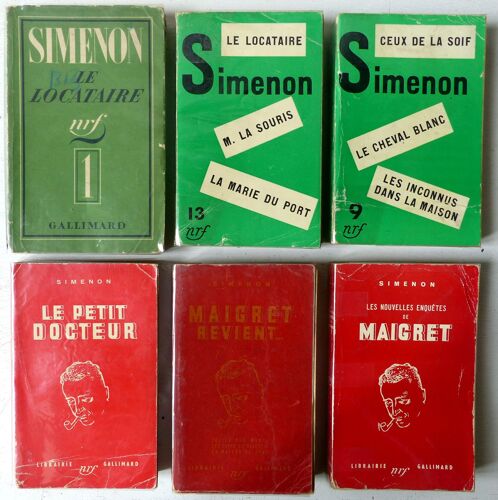 SIMENON
LE
LOCATAIRE
nrf
1
GALLIMARD
LE LOCATAIRE
Simenon
M. LA SOURIS
LA MARIE DU PORT
13
nrf
CEUX DE LA SOIF
Simenon
LE CHEVAL BLANC
LES INCONNUS
DANS LA MAISON
9
nrf
SIMENON
LE PETIT
DOCTEUR
LIBRAIRIE nrf GALLIMARD
SIMENON
MAIGRET
REVIENT...
LIBRAIRIE nrf GALLIMARD
SIMENON
LES NOUVELLES ENQUÊTES
DE
MAIGRET
LIBRAIRIE nrf GALLIMARD